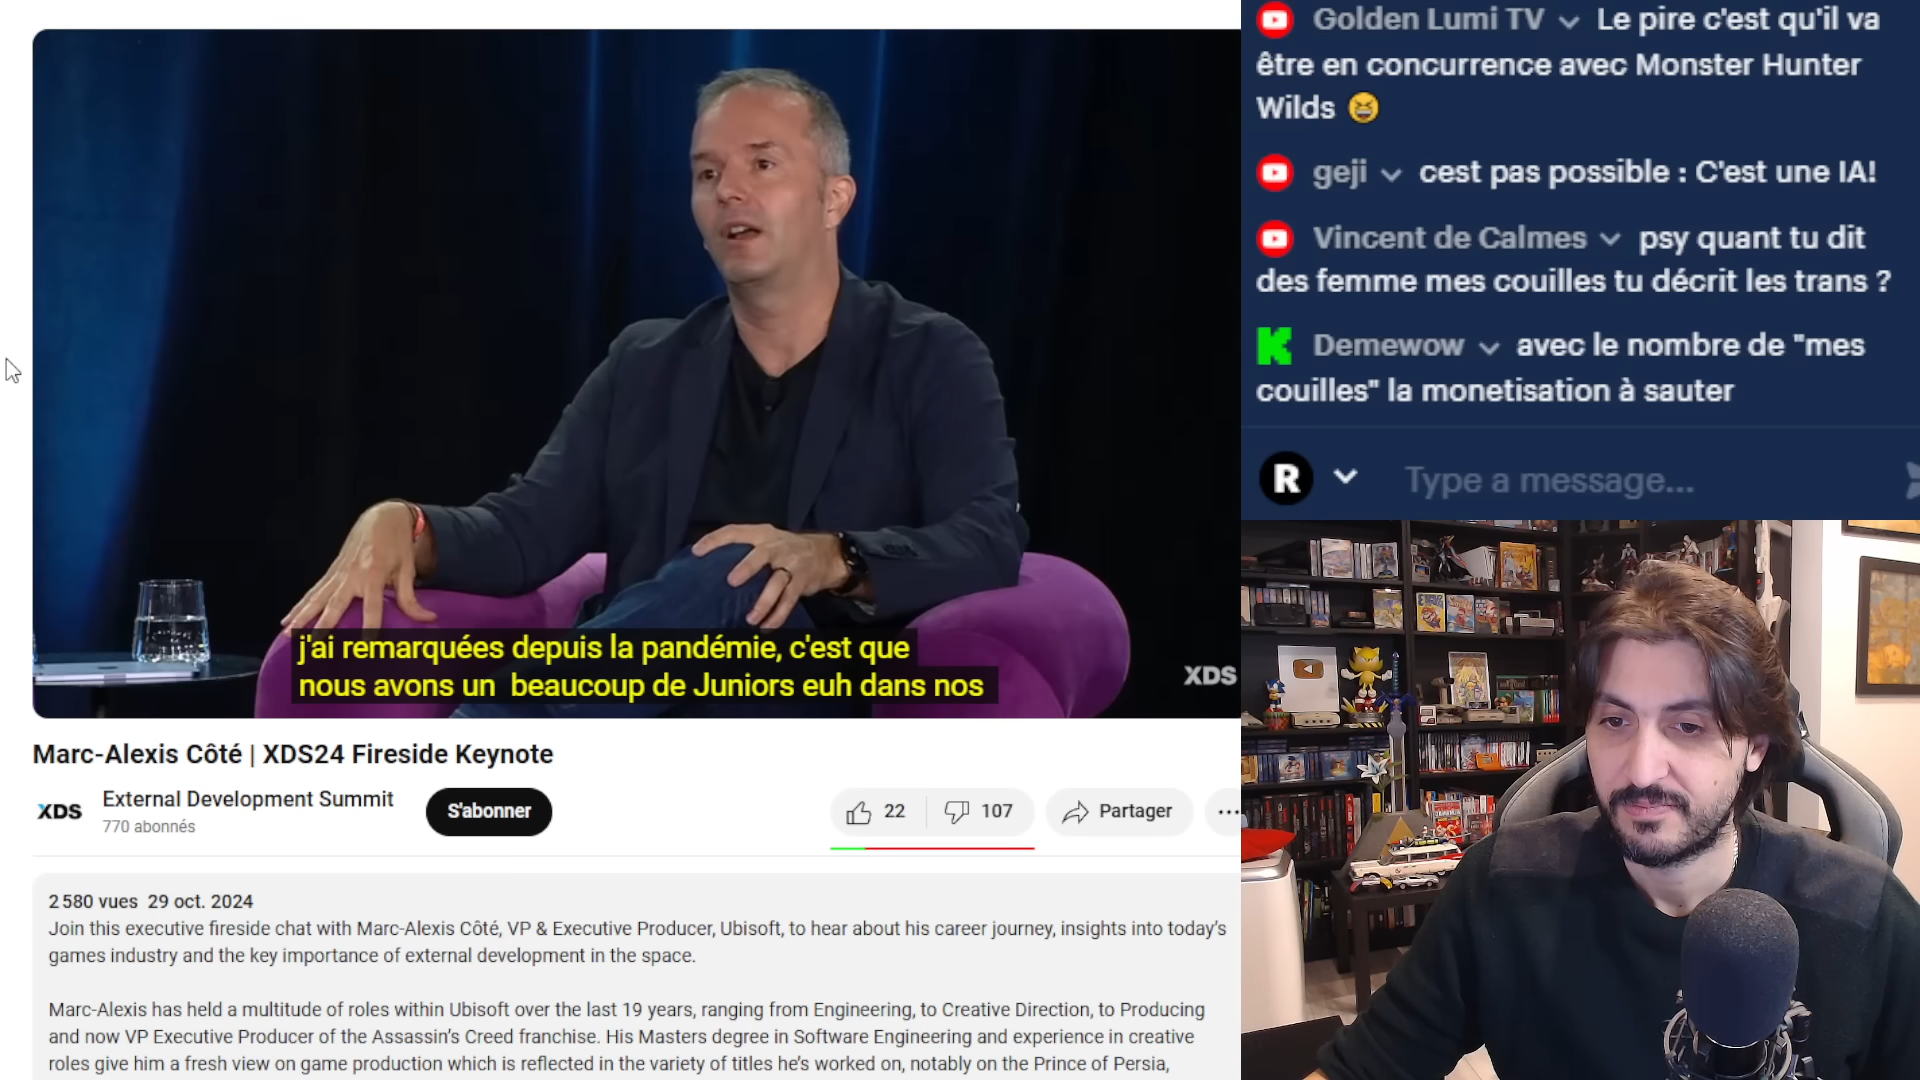 j'ai remarquées depuis la pandémie, c'est que
nous avons un  beaucoup de Juniors euh dans nos
XDS
Marc-Alexis Côté | XDS24 Fireside Keynote
XDS
External Development Summit
770 abonnés
S'abonner
22
107
Partager
2 580 vues  29 oct. 2024
Join this executive fireside chat with Marc-Alexis Côté, VP & Executive Producer, Ubisoft, to hear about his career journey, insights into today's
games industry and the key importance of external development in the space.
Marc-Alexis has held a multitude of roles within Ubisoft over the last 19 years, ranging from Engineering, to Creative Direction, to Producing
and now VP Executive Producer of the Assassin's Creed franchise. His Masters degree in Software Engineering and experience in creative
roles give him a fresh view on game production which is reflected in the variety of titles he's worked on, notably on the Prince of Persia,
Golden Lumi TV Le pire c'est qu'il va
être en concurrence avec Monster Hunter
Wilds 😆
geji cest pas possible : C'est une IA!
Vincent de Calmes psy quant tu dit
des femme mes couilles tu décrit les trans ?
K Demewow avec le nombre de "mes
couilles" la monetisation à sauter
R Type a message...